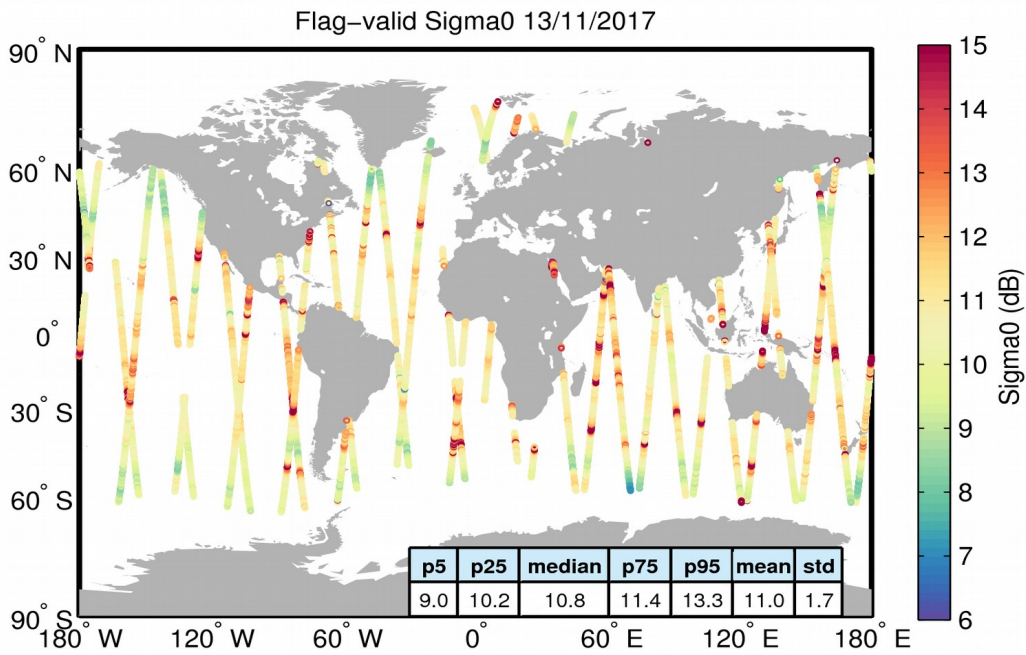 Flag−valid Sigma0 13/11/2017
90° N
60° N
30° N
0°
30° S
60° S
90° S
180° W
120° W
60° W
0°
60° E
120° E
180° E
p5 p25 median p75 p95 mean std
9.0 10.2 10.8 11.4 13.3 11.0 1.7
15
14
13
12
11
10
9
8
7
6
Sigma0 (dB)